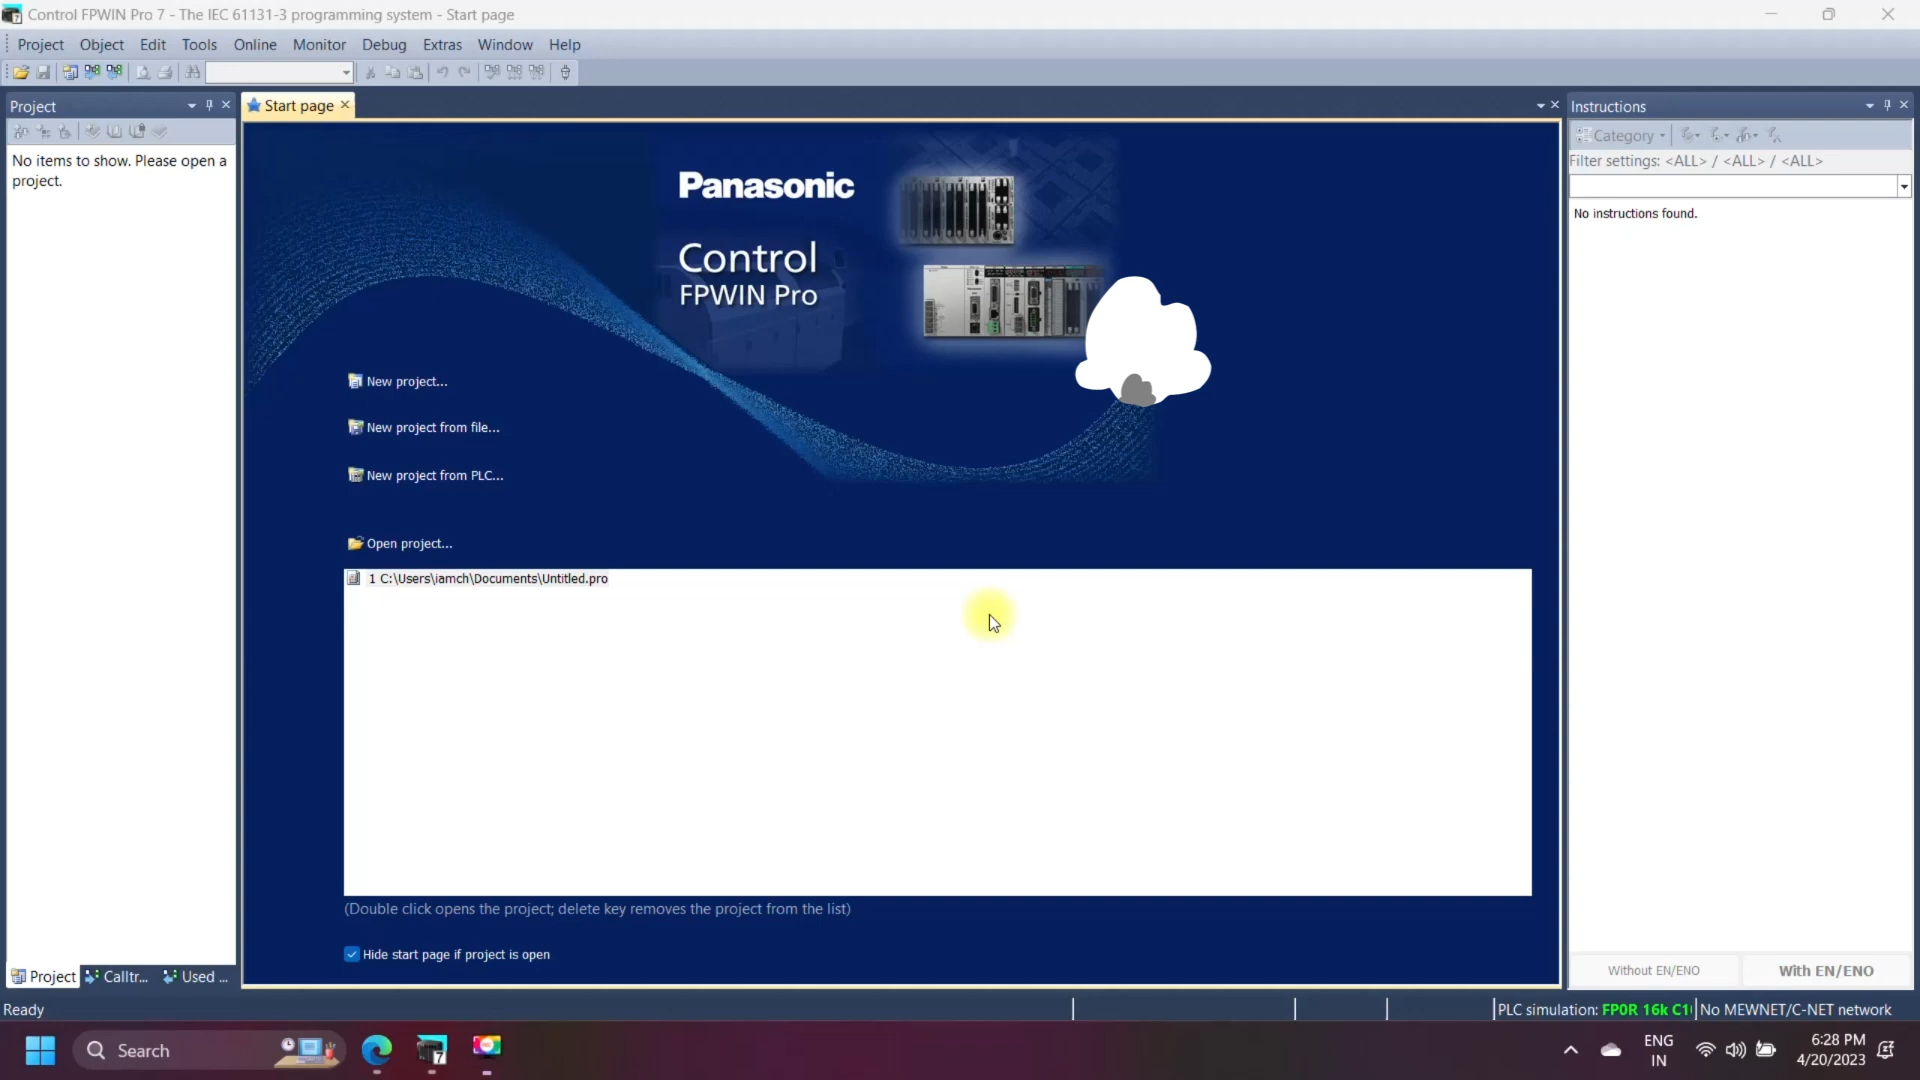 Control FPWIN Pro 7 - The IEC 61131-3 programming system - Start page
Project Object Edit Tools Online Monitor Debug Extras Window Help
Project
Start page
Instructions
Category
No items to show. Please open a project.
Filter settings: <ALL> / <ALL> / <ALL>
No instructions found.
Panasonic
Control
FPWIN Pro
New project...
New project from file...
New project from PLC...
Open project...
1 C:\Users\iamch\Documents\Untitled.pro
(Double click opens the project; delete key removes the project from the list)
Hide start page if project is open
Project Calltr... Used ...
Without EN/ENO With EN/ENO
Ready
PLC simulation: FP0R 16k C1 No MEWNET/C-NET network
Search
7
ENG
IN
6:28 PM
4/20/2023